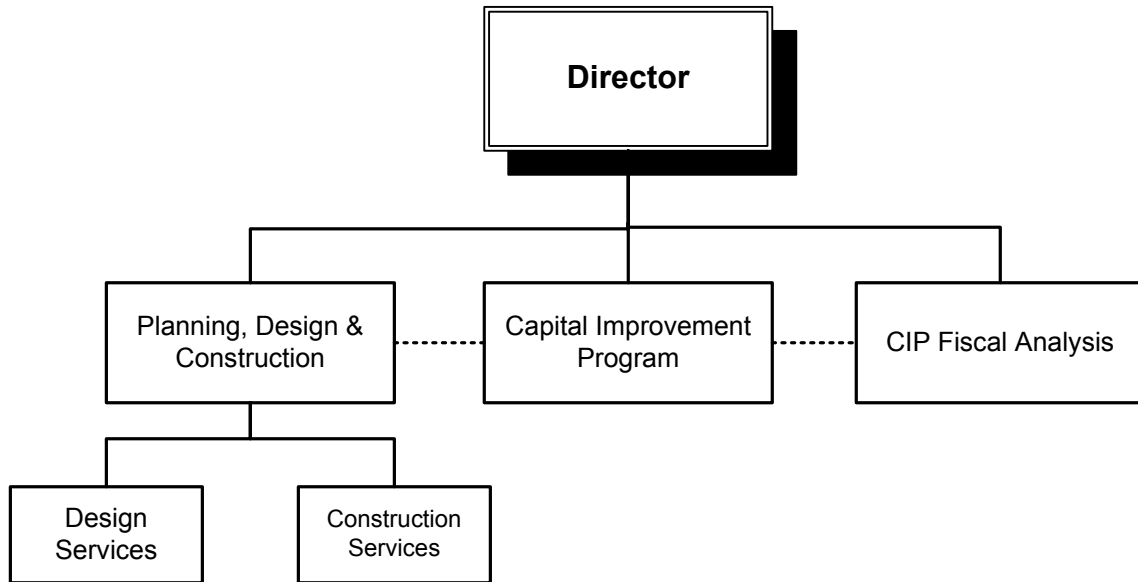 Director
Planning, Design &
Construction
Capital Improvement
Program
CIP Fiscal Analysis
Design
Services
Construction
Services